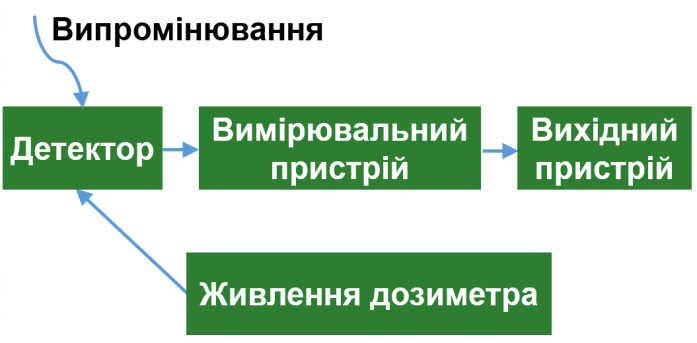 Випромінювання
Детектор
Вимірювальний
пристрій
Вихідний
пристрій
Живлення дозиметра